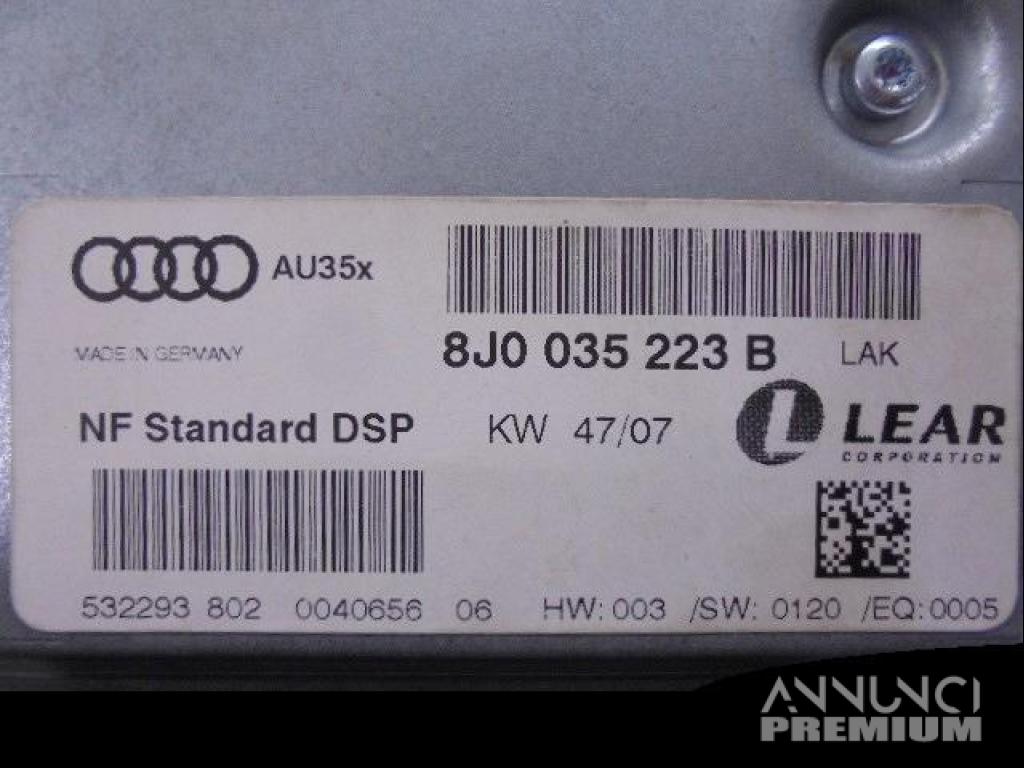 AU35x
MADE IN GERMANY
8J0 035 223 B LAK
NF Standard DSP KW 47/07
L LEAR
CORPORATION
532293 802 0040656 06 HW: 003 /SW: 0120 /EQ:0005
ANNUNCI
PREMIUM